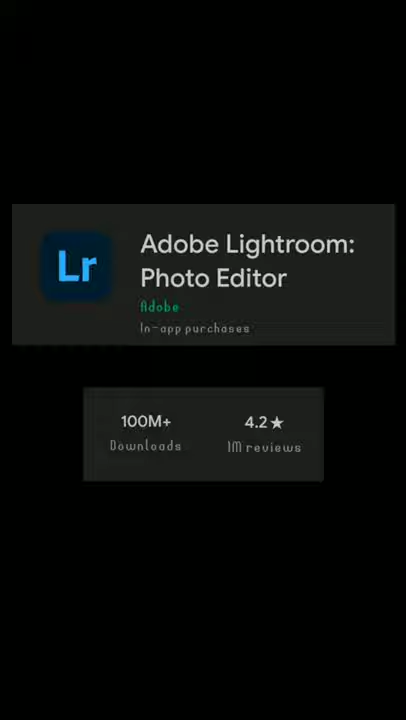 Lr
Adobe Lightroom:
Photo Editor
Adobe
In-app purchases
100M+
4.2★
Downloads
1M reviews